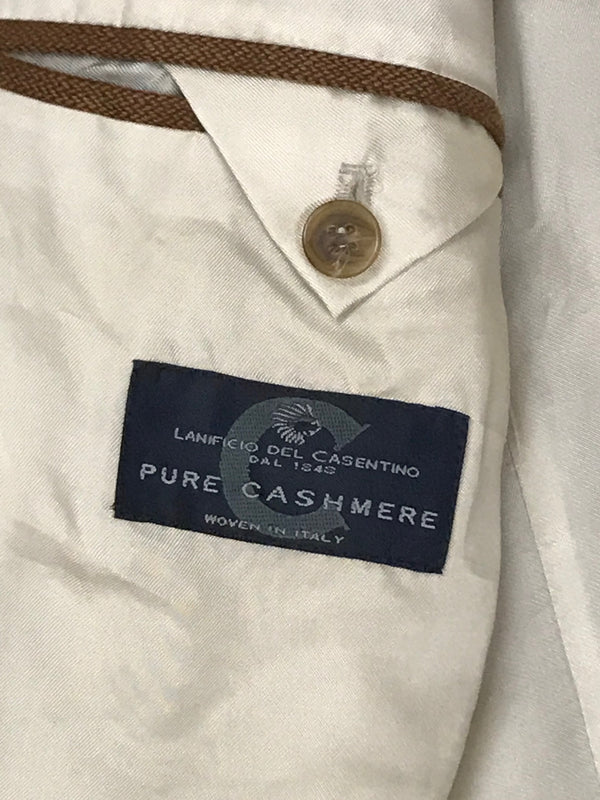 LANIFICIO DEL CASENTINO
DAL 1848
PURE CASHMERE
WOVEN IN ITALY